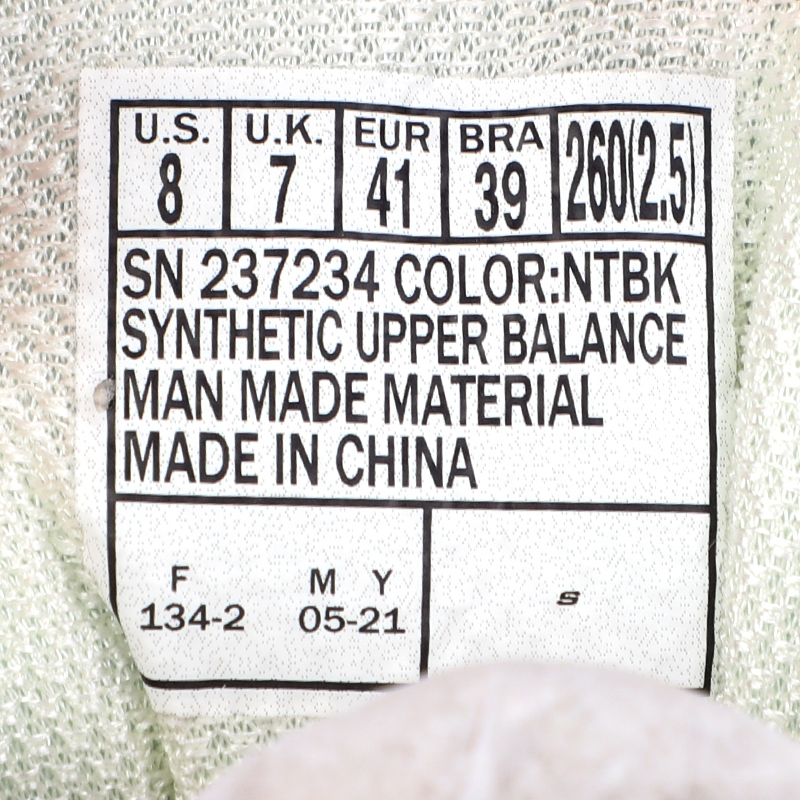 U.S. U.K. EUR BRA 260(2.5)
8 7 41 39
SN 237234 COLOR:NTBK
SYNTHETIC UPPER BALANCE
MAN MADE MATERIAL
MADE IN CHINA
F M Y
134-2 05-21
S